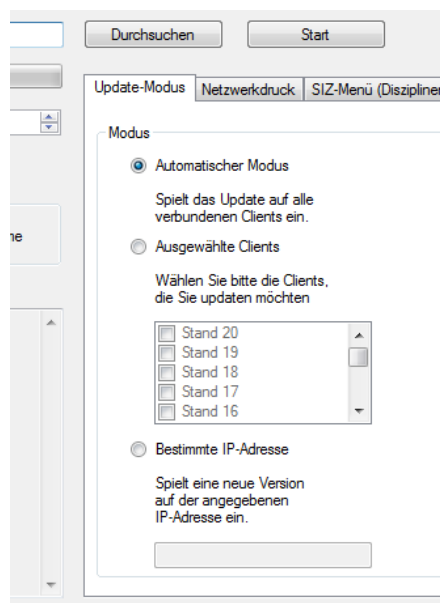 Durchsuchen
Start
Update-Modus
Netzwerkdruck
SIZ-Menü (Disziplinen
Modus
Automatischer Modus
Spielt das Update auf alle
verbundenen Clients ein.
Ausgewählte Clients
Wählen Sie bitte die Clients,
die Sie updaten möchten
Stand 20
Stand 19
Stand 18
Stand 17
Stand 16
Bestimmte IP-Adresse
Spielt eine neue Version
auf der angegebenen
IP-Adresse ein.